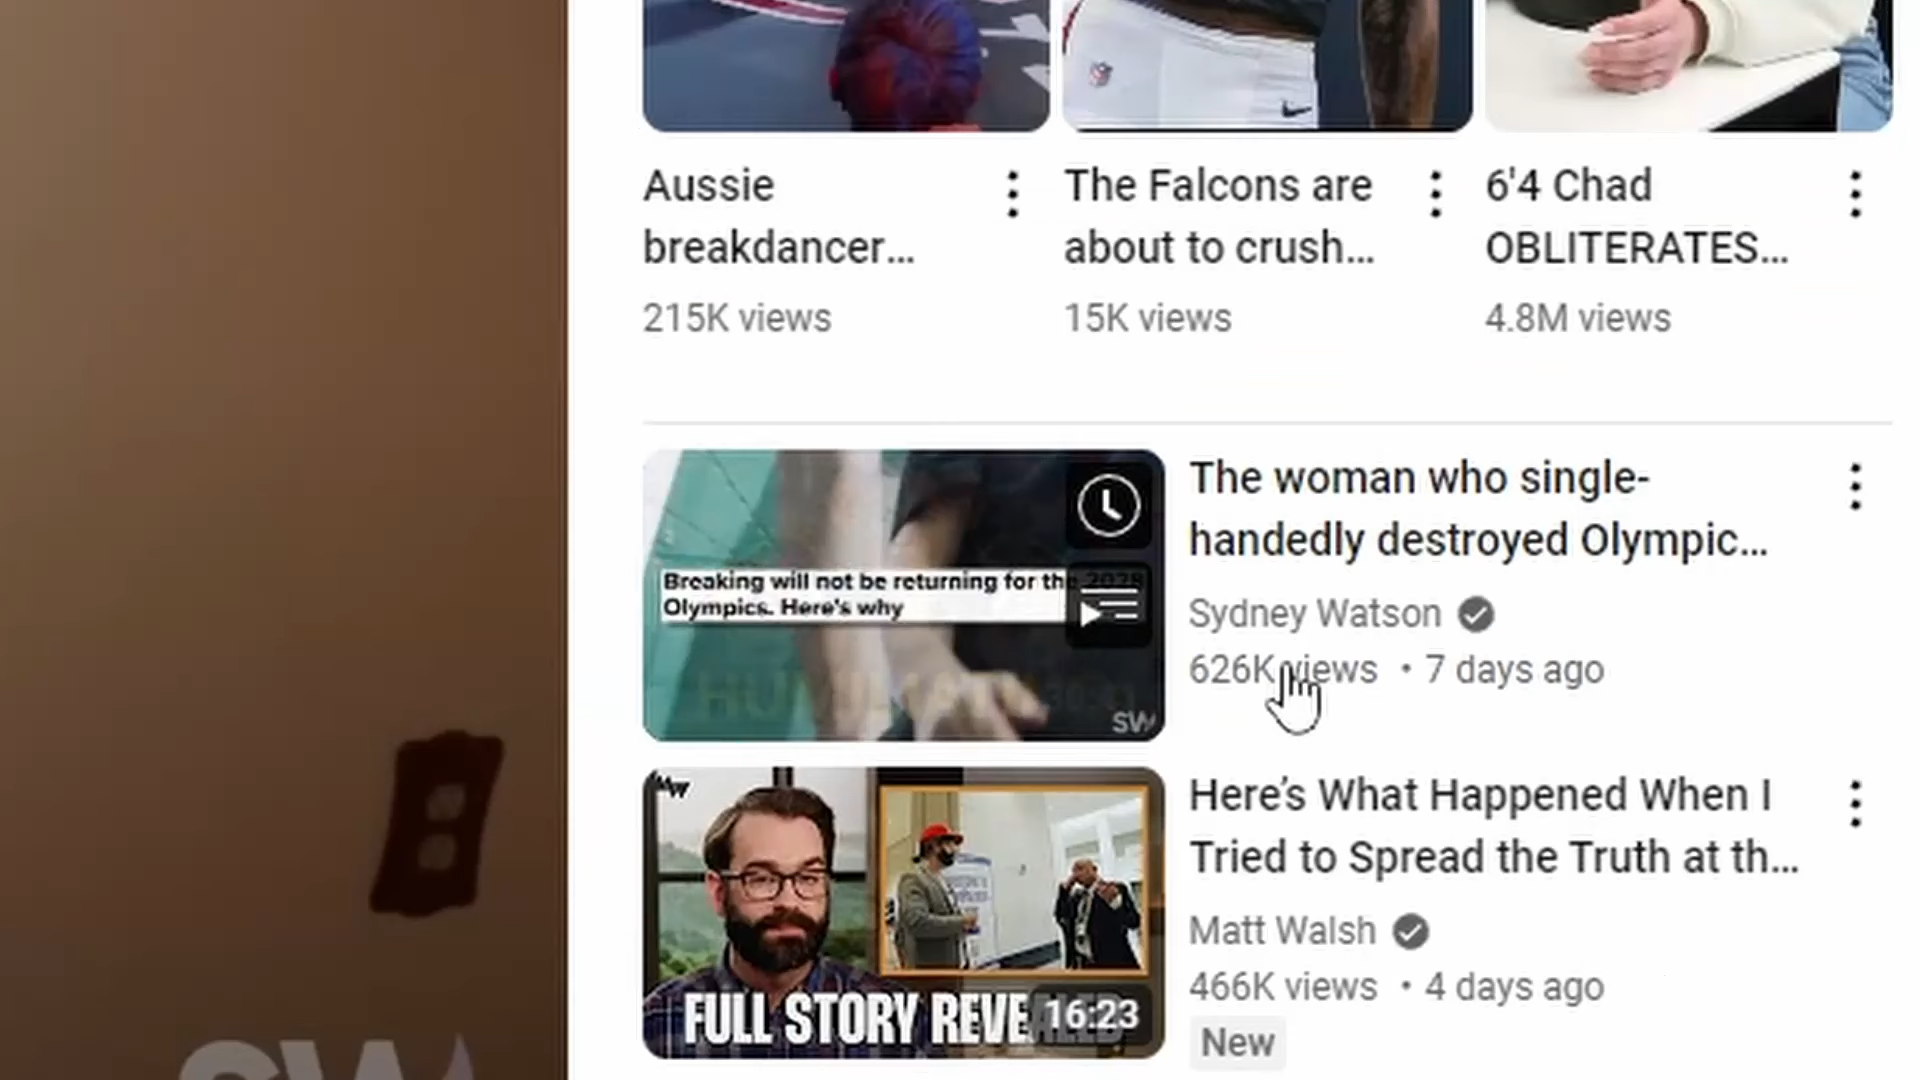 Aussie
breakdancer...
215K views
The Falcons are
about to crush...
15K views
6'4 Chad
OBLITERATES...
4.8M views
Breaking will not be returning for the 2028
Olympics. Here's why
SW
The woman who single-
handedly destroyed Olympic...
Sydney Watson
626K views • 7 days ago
FULL STORY REVEALED
16:23
Here’s What Happened When I
Tried to Spread the Truth at th...
Matt Walsh
466K views • 4 days ago
New
SW